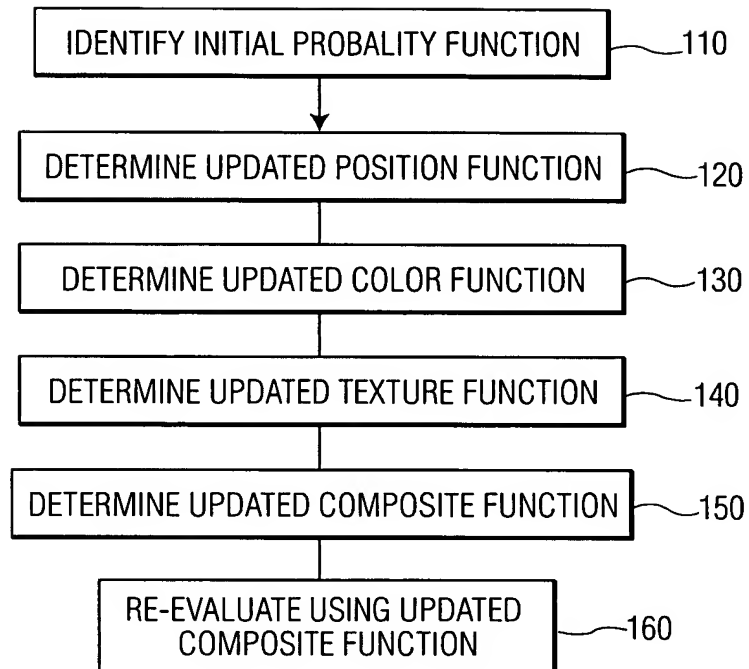 IDENTIFY INITIAL PROBALITY FUNCTION 110
DETERMINE UPDATED POSITION FUNCTION 120
DETERMINE UPDATED COLOR FUNCTION 130
DETERMINE UPDATED TEXTURE FUNCTION 140
DETERMINE UPDATED COMPOSITE FUNCTION 150
RE-EVALUATE USING UPDATED
COMPOSITE FUNCTION 160